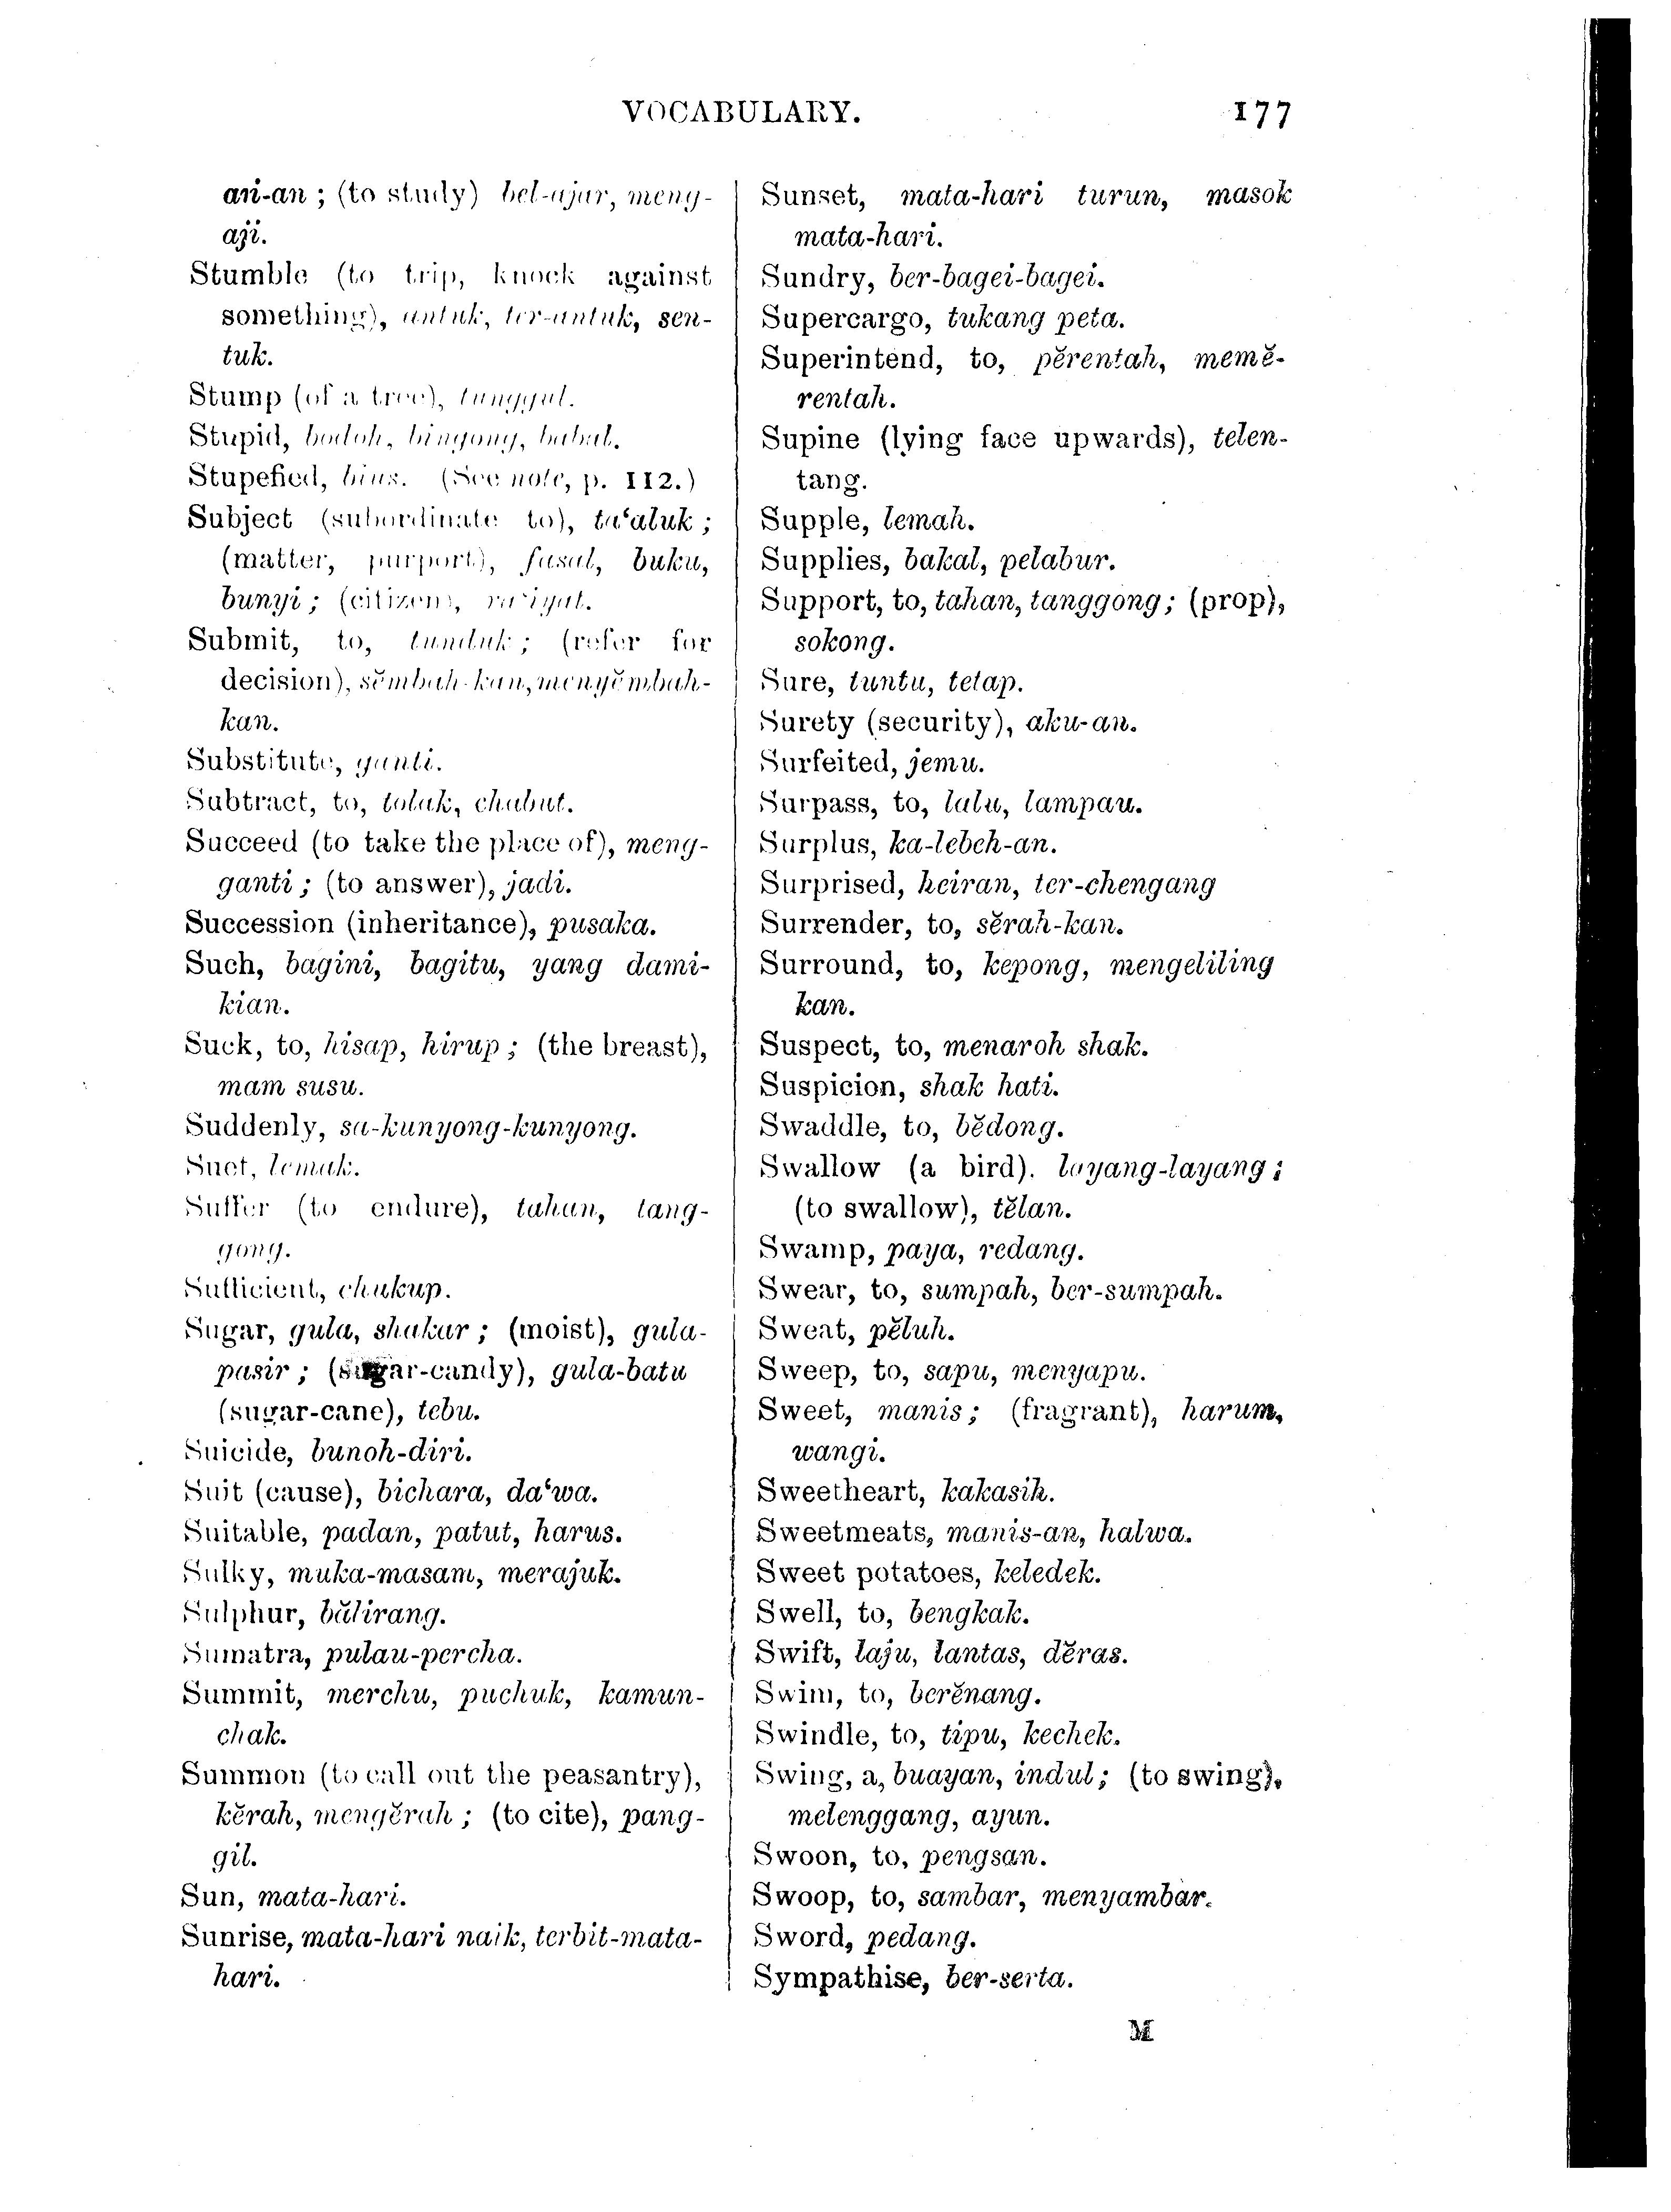 VOCABULARY. 177
ari-an ; (to study) bel-ajar, meng-
aji.
Stumble (to trip, knock against
something), antuk, ter-antuk, sen-
tuk.
Stump (of a tree), tunggul.
Stupid, bodoh, bingong, babal.
Stupefied, bius. (See note, p. 112.)
Subject (subordinate to), ta‘aluk ;
(matter, purport), fasal, buku,
bunyi ; (citizen), ra‘iyat.
Submit, to, tunduk ; (refer for
decision), sĕmbah-kan, menyĕmbah-
kan.
Substitute, ganti.
Subtract, to, tolak, chabut.
Succeed (to take the place of), meng-
ganti ; (to answer), jadi.
Succession (inheritance), pusaka.
Such, bagini, bagitu, yang dami-
kian.
Suck, to, hisap, hirup ; (the breast),
mam susu.
Suddenly, sa-kunyong-kunyong.
Suet, lemak.
Suffer (to endure), tahan, tang-
gong.
Sufficient, chukup.
Sugar, gula, shakar ; (moist), gula-
pasir ; (sugar-candy), gula-batu
(sugar-cane), tebu.
Suicide, bunoh-diri.
Suit (cause), bichara, da‘wa.
Suitable, padan, patut, harus.
Sulky, muka-masam, merajuk.
Sulphur, bălirang.
Sumatra, pulau-percha.
Summit, merchu, puchuk, kamun-
chak.
Summon (to call out the peasantry),
kĕrah, mengĕrah ; (to cite), pang-
gil.
Sun, mata-hari.
Sunrise, mata-hari naik, terbit-mata-
hari.
Sunset, mata-hari turun, masok
mata-hari.
Sundry, ber-bagei-bagei.
Supercargo, tukang peta.
Superintend, to, pĕrentah, memĕ-
rentah.
Supine (lying face upwards), telen-
tang.
Supple, lemah.
Supplies, bakal, pelabur.
Support, to, tahan, tanggong ; (prop),
sokong.
Sure, tuntu, tetap.
Surety (security), aku-an.
Surfeited, jemu.
Surpass, to, lalu, lampau.
Surplus, ka-lebeh-an.
Surprised, heiran, ter-chengang
Surrender, to, sĕrah-kan.
Surround, to, kepong, mengeliling
kan.
Suspect, to, menaroh shak.
Suspicion, shak hati.
Swaddle, to, bĕdong.
Swallow (a bird). layang-layang ;
(to swallow), tĕlan.
Swamp, paya, redang.
Swear, to, sumpah, ber-sumpah.
Sweat, pĕluh.
Sweep, to, sapu, menyapu.
Sweet, manis ; (fragrant), harum,
wangi.
Sweetheart, kakasih.
Sweetmeats, manis-an, halwa.
Sweet potatoes, keledek.
Swell, to, bengkak.
Swift, laju, lantas, dĕras.
Swim, to, berĕnang.
Swindle, to, tipu, kechek.
Swing, a, buayan, indul ; (to swing),
melenggang, ayun.
Swoon, to, pengsan.
Swoop, to, sambar, menyambar.
Sword, pedang.
Sympathise, ber-serta.
M